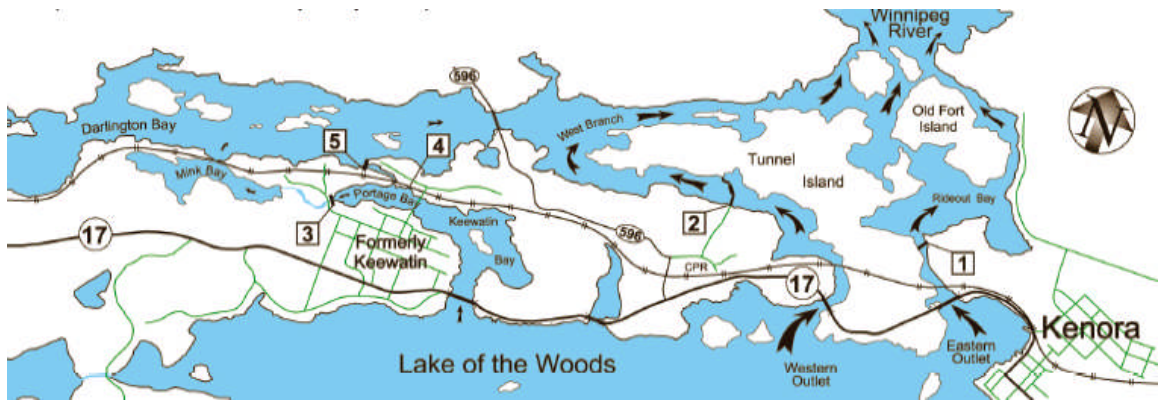 Winnipeg
River
596
Old Fort
Island
N
Darlington Bay
5
4
West Branch
Tunnel
Island
Mink Bay
Portage Bay
2
Rideout Bay
3
Keewatin
Bay
596
17
Formerly
Keewatin
CPR
17
1
Kenora
Lake of the Woods
Western
Outlet
Eastern
Outlet